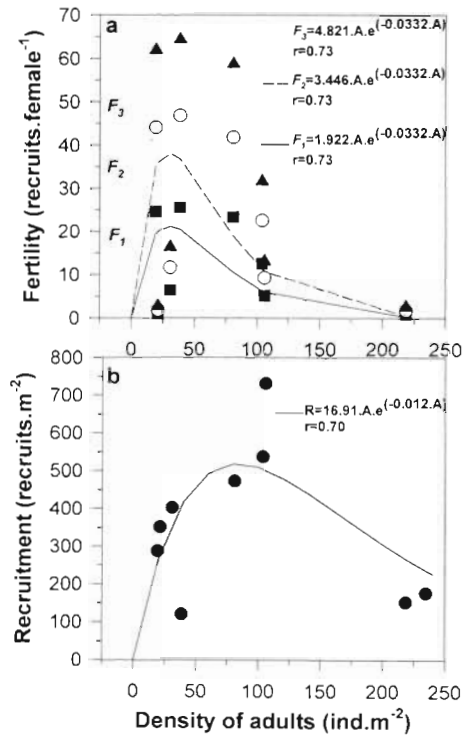 a
F3=4.821.A.e(-0.0332.A)
r=0.73
F2=3.446.A.e(-0.0332.A)
r=0.73
F1=1.922.A.e(-0.0332.A)
r=0.73
F3
F2
F1
Fertility (recruits.female-1)
70
60
50
40
30
20
10
0
0 50 100 150 200 250
b
R=16.91.A.e(-0.012.A)
r=0.70
Recruitment (recruits.m-2)
800
700
600
500
400
300
200
100
0
0 50 100 150 200 250
Density of adults (ind.m-2)